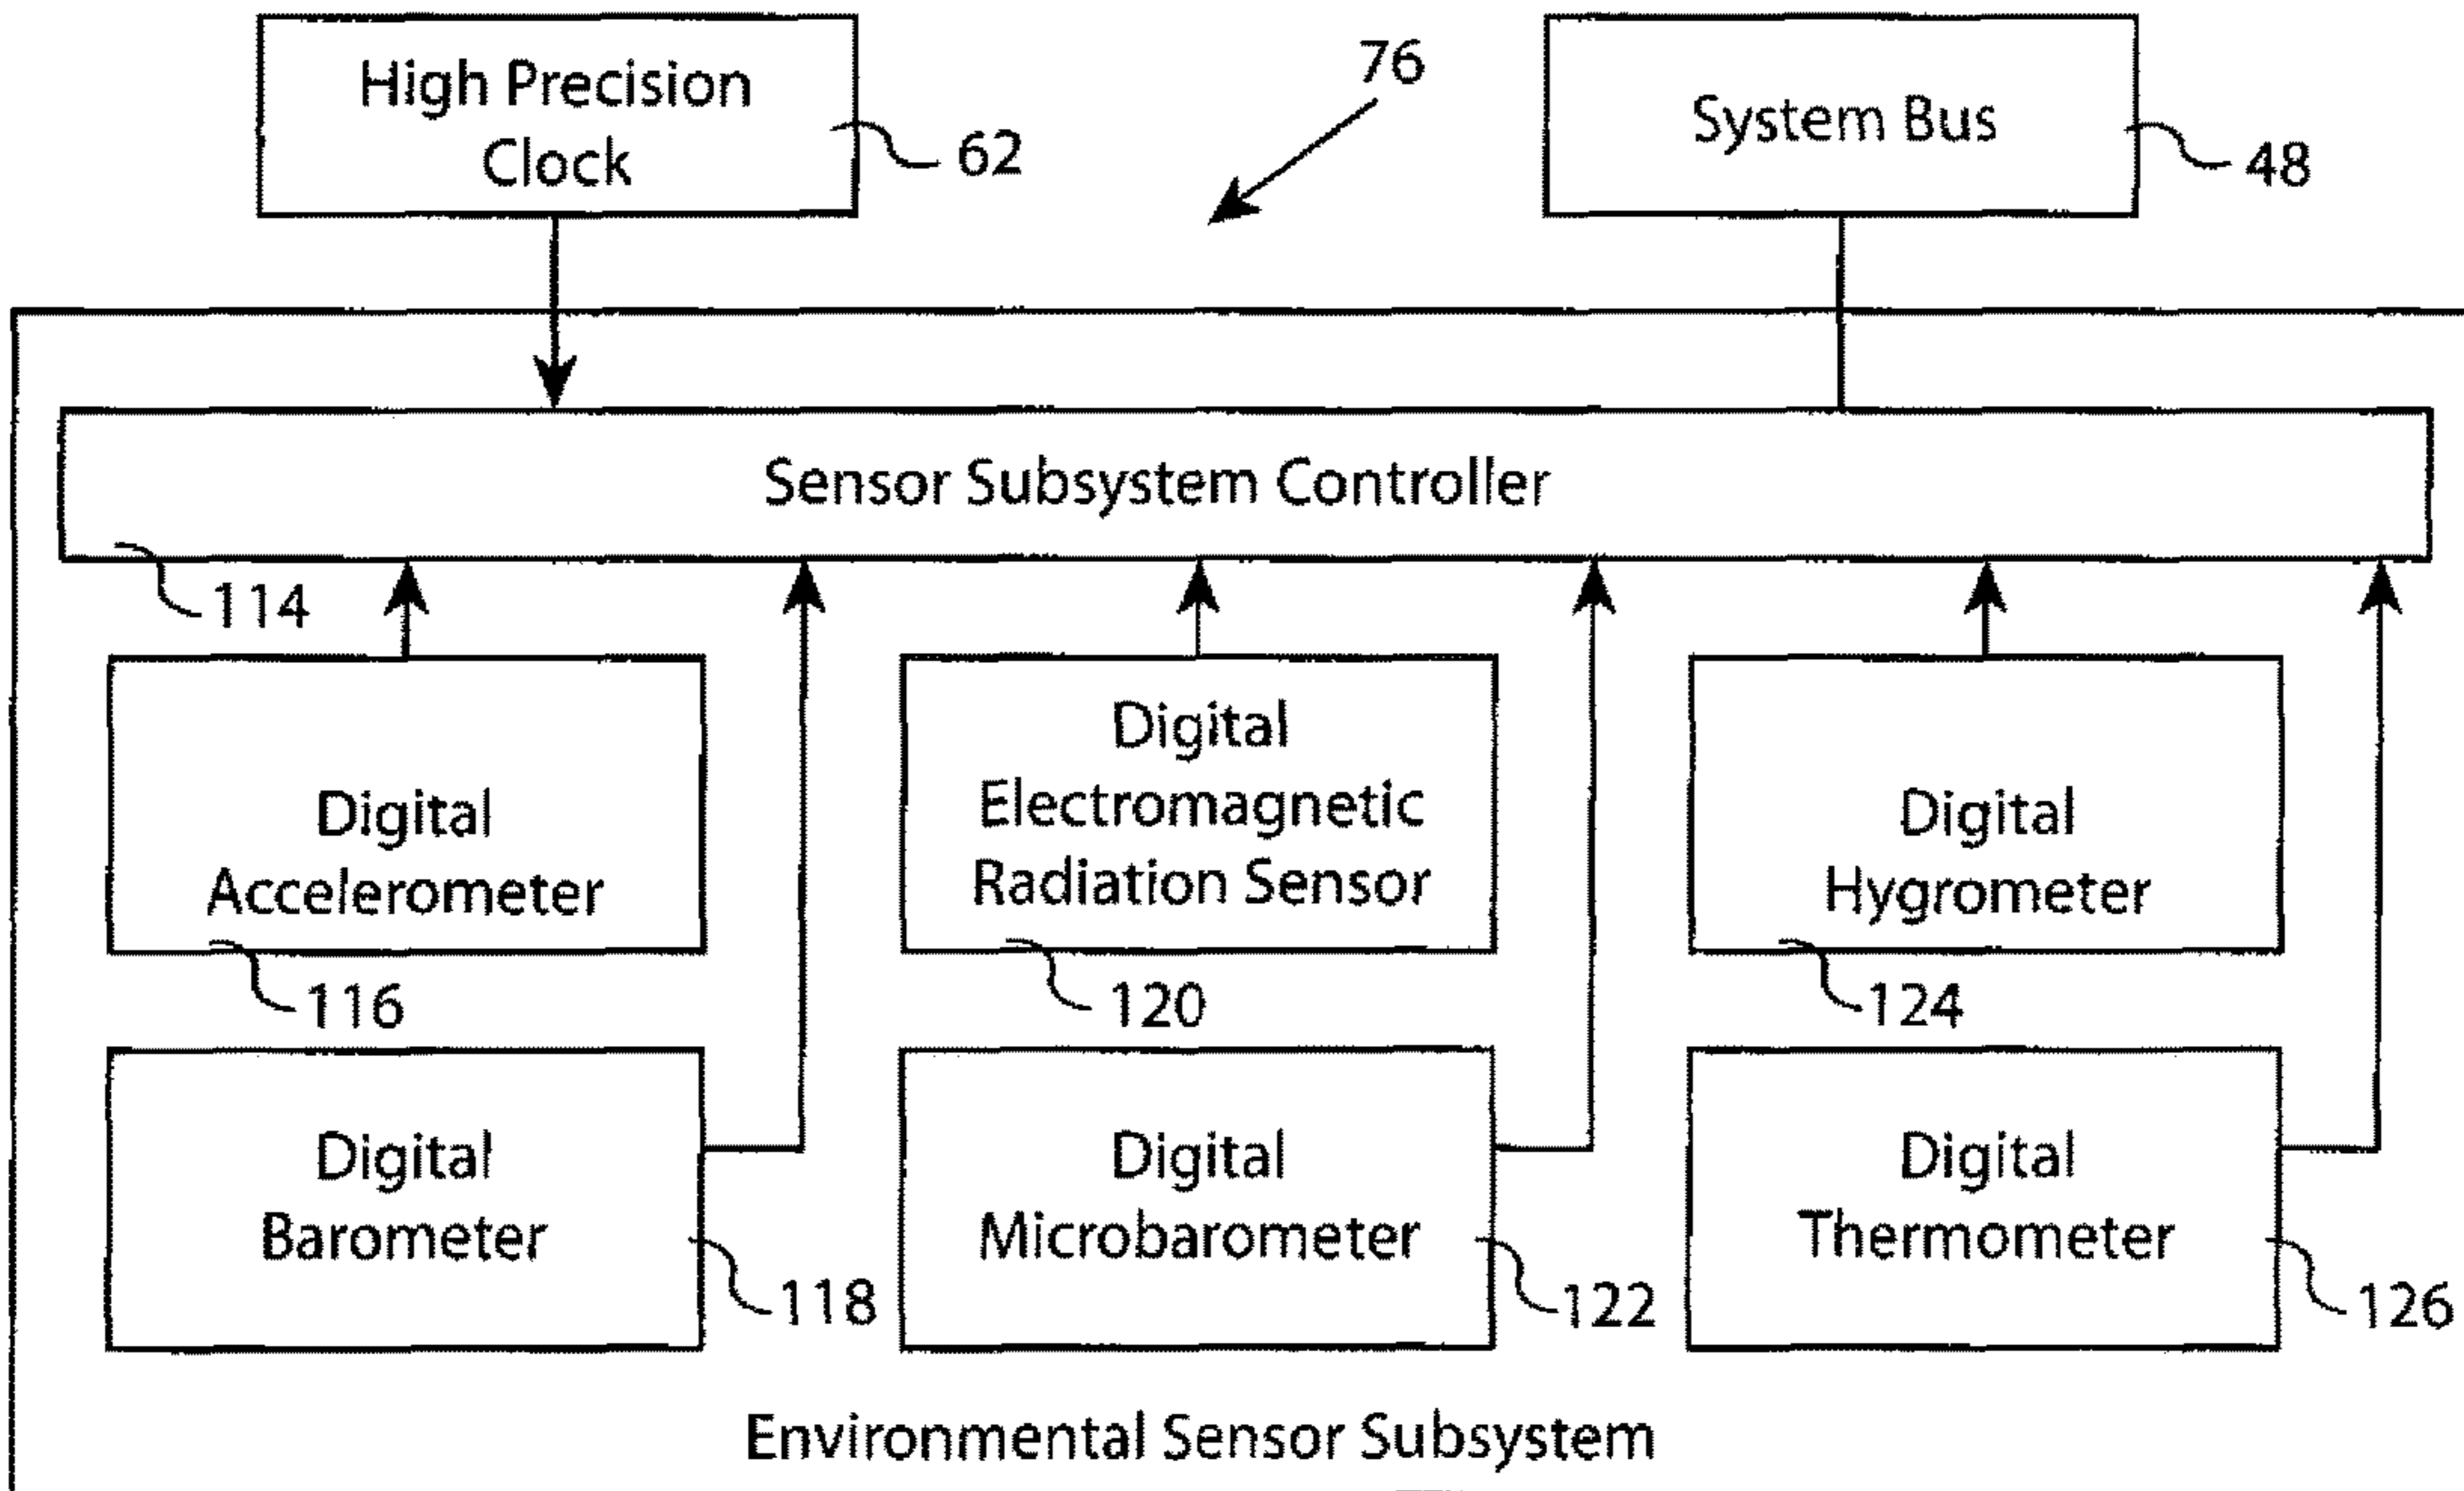 High Precision
Clock
62
76
System Bus
48
Sensor Subsystem Controller
114
Digital
Accelerometer
116
Digital
Electromagnetic
Radiation Sensor
120
Digital
Hygrometer
124
Digital
Barometer
118
Digital
Microbarometer
122
Digital
Thermometer
126
Environmental Sensor Subsystem